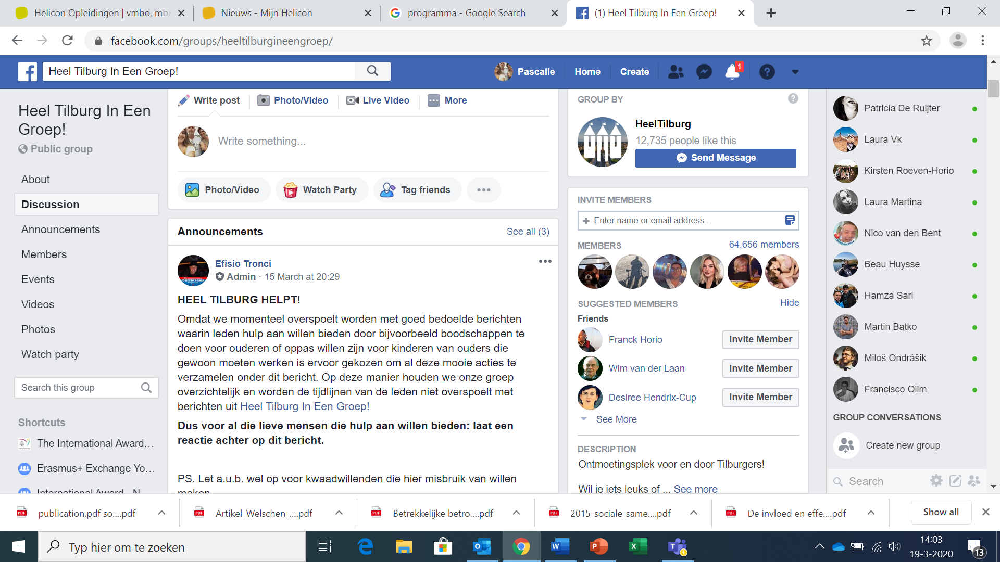 Helicon Opleidingen | vmbo, mbo
Nieuws - Mijn Helicon
programma - Google Search
(1) Heel Tilburg In Een Groep!
facebook.com/groups/heeltilburgineengroep/
Heel Tilburg In Een Groep!
Pascalle
Home
Create
1
Heel Tilburg In Een
Groep!
Public group
About
Discussion
Announcements
Members
Events
Videos
Photos
Watch party
Search this group
Shortcuts
The International Award…
Erasmus+ Exchange Yo…
International Award - N
Write post
Photo/Video
Live Video
More
Write something...
Photo/Video
Watch Party
Tag friends
Announcements
See all (3)
Efisio Tronci
Admin · 15 March at 20:29
HEEL TILBURG HELPT!
Omdat we momenteel overspoelt worden met goed bedoelde berichten
waarin leden hulp aan willen bieden door bijvoorbeeld boodschappen te
doen voor ouderen of oppas willen zijn voor kinderen van ouders die
gewoon moeten werken is ervoor gekozen om al deze mooie acties te
verzamelen onder dit bericht. Op deze manier houden we onze groep
overzichtelijk en worden de tijdlijnen van de leden niet overspoelt met
berichten uit Heel Tilburg In Een Groep!
Dus voor al die lieve mensen die hulp aan willen bieden: laat een
reactie achter op dit bericht.
PS. Let a.u.b. wel op voor kwaadwillenden die hier misbruik van willen
maken
GROUP BY
HeelTilburg
12,735 people like this
Send Message
INVITE MEMBERS
+ Enter name or email address...
MEMBERS
64,656 members
SUGGESTED MEMBERS
Hide
Friends
Franck Horio
Invite Member
Wim van der Laan
Invite Member
Desiree Hendrix-Cup
Invite Member
See More
DESCRIPTION
Ontmoetingsplek voor en door Tilburgers!
Wil je iets leuks of ... See more
Patricia De Ruijter
Laura Vk
Kirsten Roeven-Horio
Laura Martina
Nico van den Bent
Beau Huysse
Hamza Sari
Martin Batko
Miloš Ondrášik
Francisco Olim
GROUP CONVERSATIONS
Create new group
Search
publication.pdf so....pdf
Artikel_Welschen_....pdf
Betrekkelijke betro....pdf
2015-sociale-same....pdf
De invloed en effe....pdf
Show all
Typ hier om te zoeken
14:03
19-3-2020
13